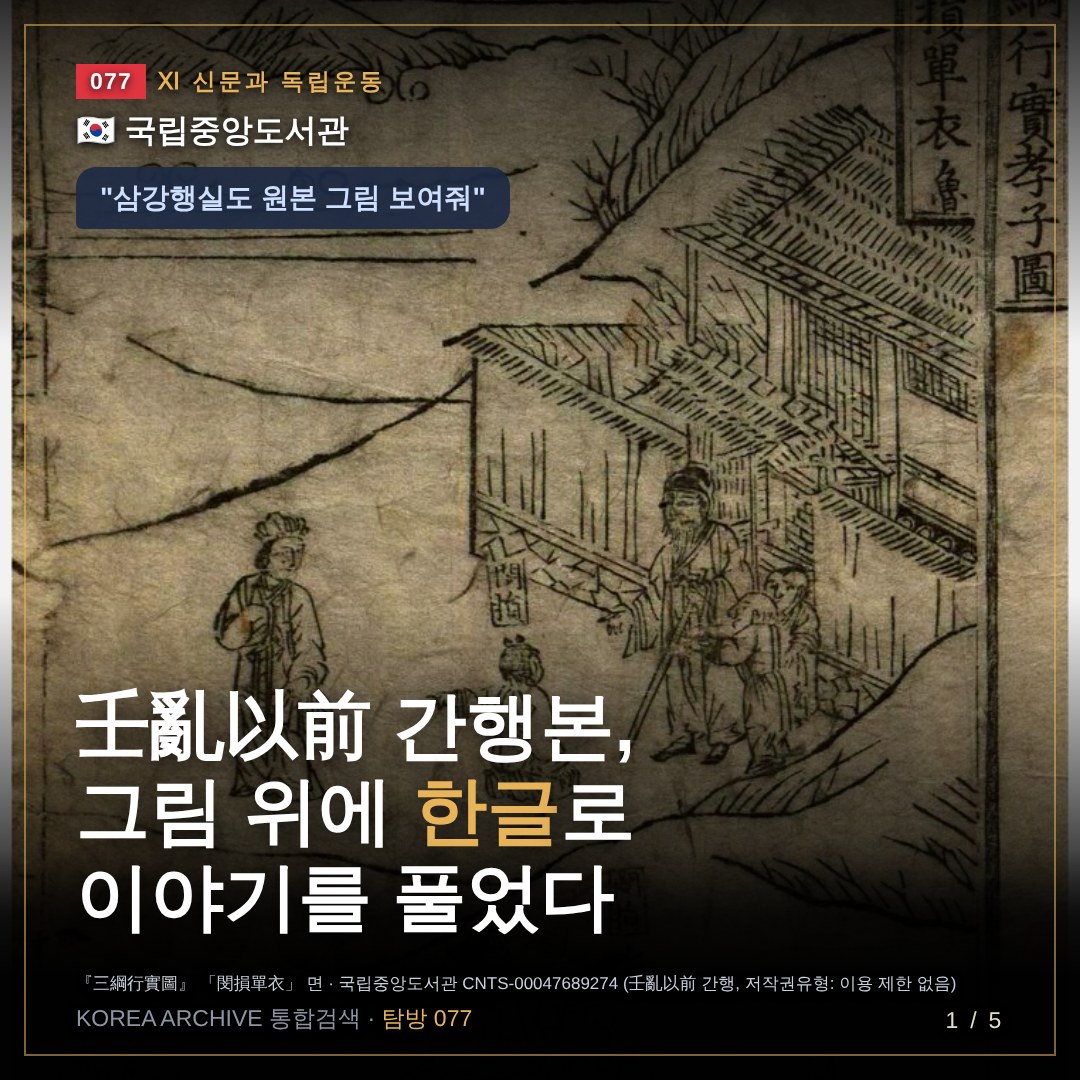 077 XI 신문과 독립운동
🇰🇷 국립중앙도서관
"삼강행실도 원본 그림 보여줘"
損單衣 魯
綱行實孝子圖
閔損
壬亂以前 간행본,
그림 위에 한글로
이야기를 풀었다
『三綱行實圖』 「閔損單衣」 면 · 국립중앙도서관 CNTS-00047689274 (壬亂以前 간행, 저작권유형: 이용 제한 없음)
KOREA ARCHIVE 통합검색 · 탐방 077
1 / 5